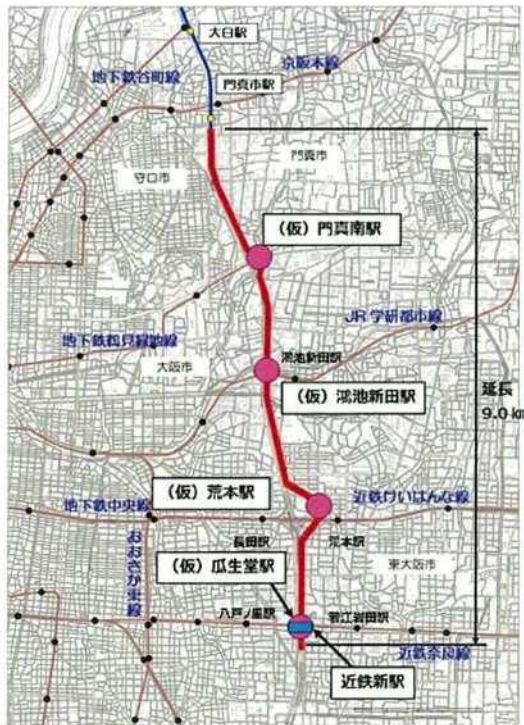 大日駅
地下鉄谷町線
京阪本線
門真市駅
門真市
守口市
(仮)門真南駅
JR学研都市線
地下鉄鶴見緑地線
鴻池新田駅
大阪市
(仮)鴻池新田駅
延長
9.0km
(仮)荒本駅
近鉄けいはんな線
地下鉄中央線
長田駅
荒本駅
おおさか東線
(仮)瓜生堂駅
東大阪市
八戸ノ里駅
若江岩田駅
近鉄奈良線
近鉄新駅